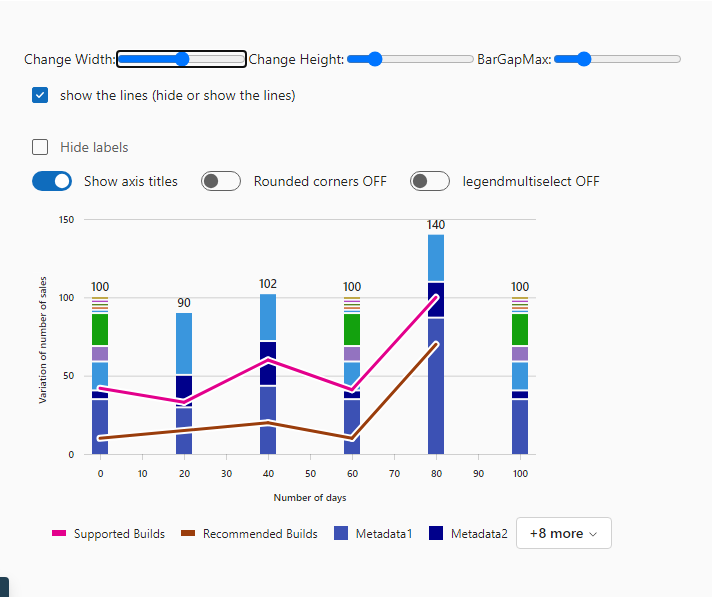 Change Width: Change Height: BarGapMax:
show the lines (hide or show the lines)
Hide labels
Show axis titles Rounded corners OFF legendmultiselect OFF
150
100
50
0
Variation of number of sales
100 90 102 100 140 100
0 10 20 30 40 50 60 70 80 90 100
Number of days
Supported Builds Recommended Builds Metadata1 Metadata2 +8 more